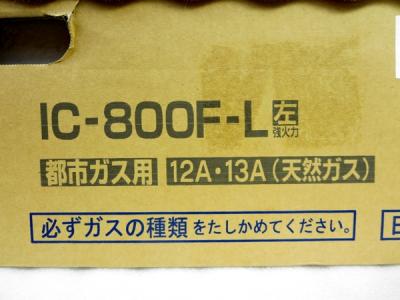 IC-800F-L 左
強火力
都市ガス用 12A・13A(天然ガス)
必ずガスの種類をたしかめてください。